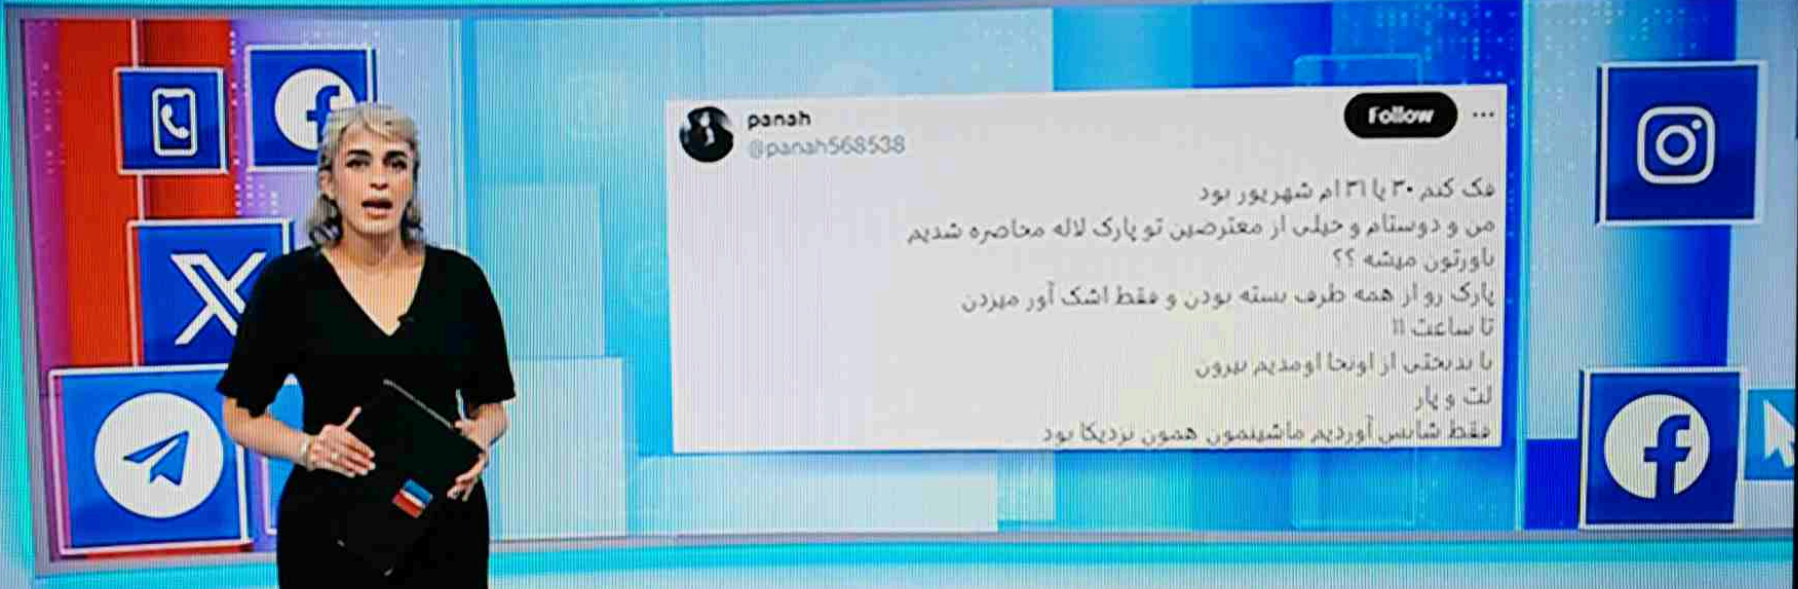 panah
@panah568538
Follow
فک کنم ۳۰ یا ۳۱ ام شهریور بود
من و دوستام و خیلی از معترضین تو پارک لاله محاصره شدیم
باورتون میشه ؟؟
پارک رو از همه طرف بسته بودن و فقط اشک آور میزدن
تا ساعت ۱۱
با بدبختی از اونجا اومدیم بیرون
لت و پار
فقط شانس آوردیم ماشینمون همون نزدیکا بود